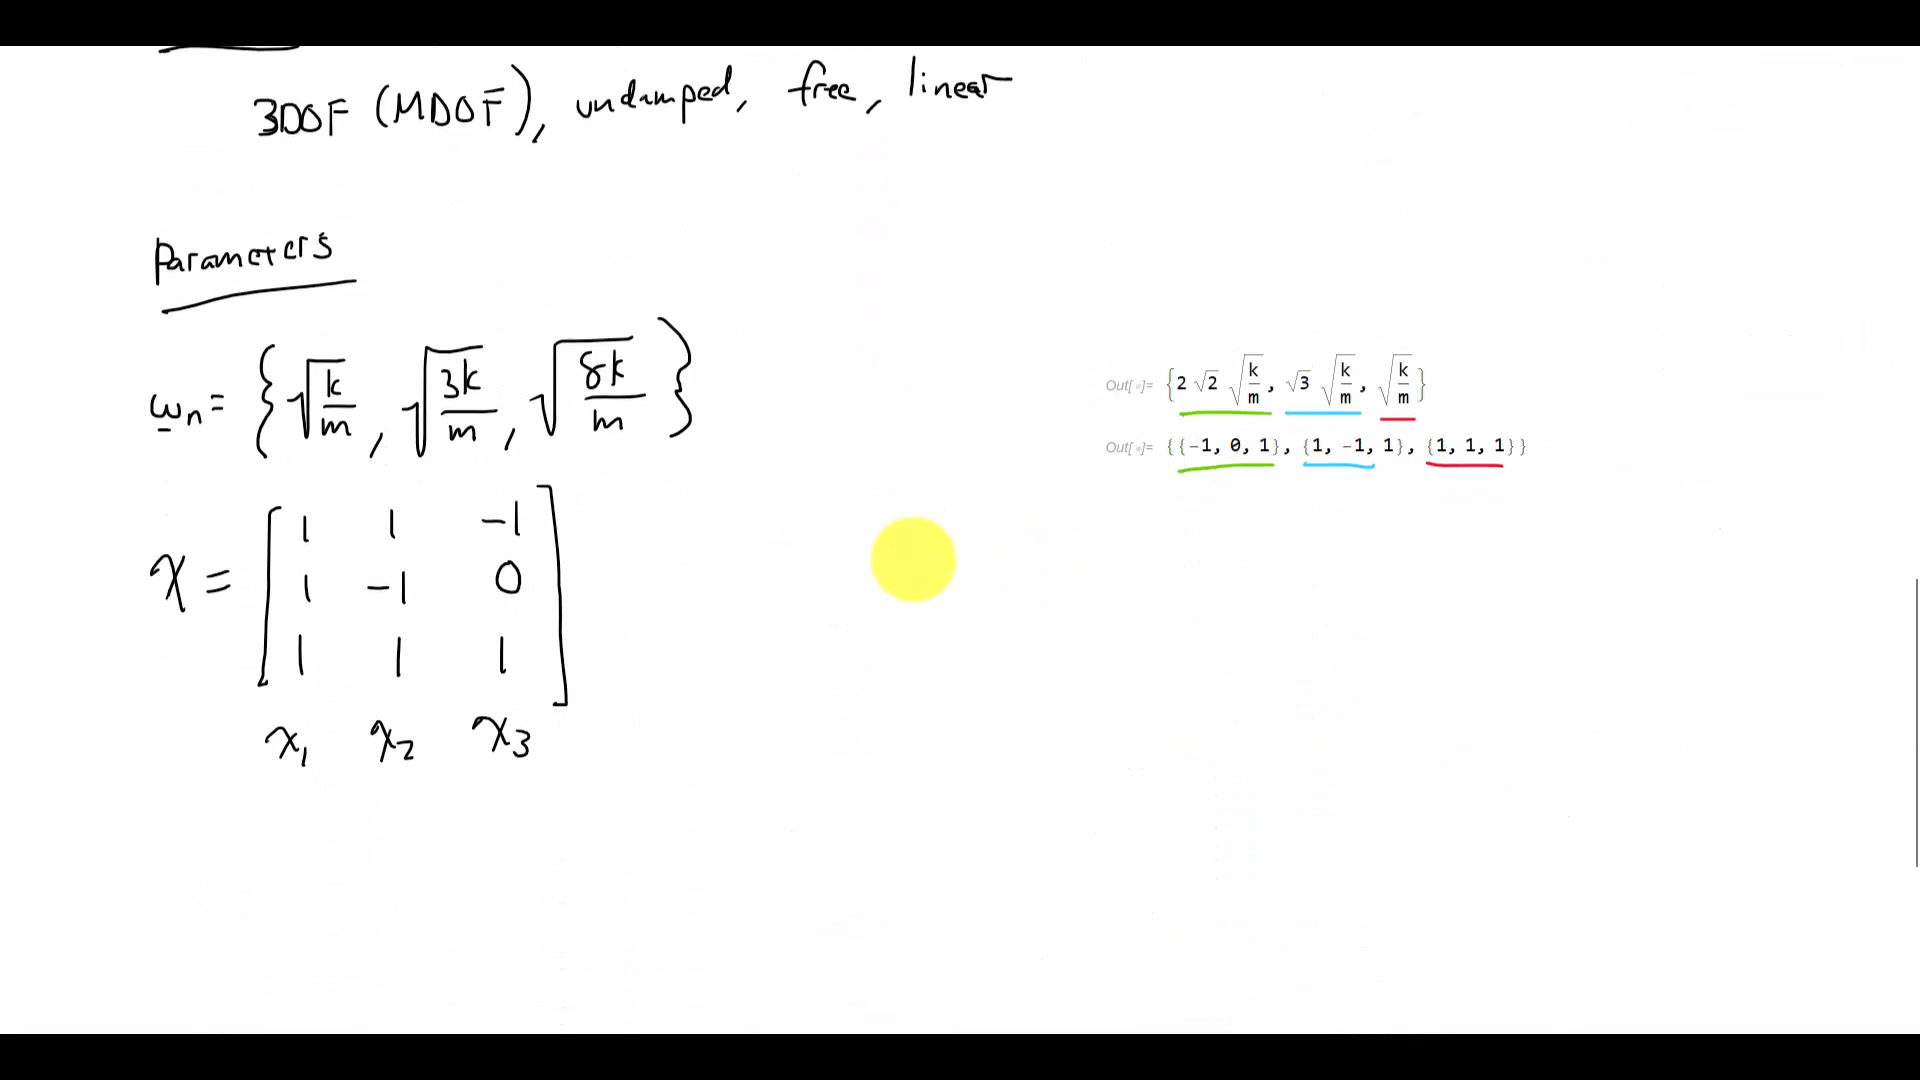 3DOF (MDOF), undamped, free, linear
Parameters
ωn = { √(k/m), √(3k/m), √(8k/m) }
Out[ ]= {2 √2 √(k/m), √3 √(k/m), √(k/m)}
Out[ ]= {{-1, 0, 1}, {1, -1, 1}, {1, 1, 1}}
X = [ 1 1 -1
1 -1 0
1 1 1 ]
x1 x2 x3